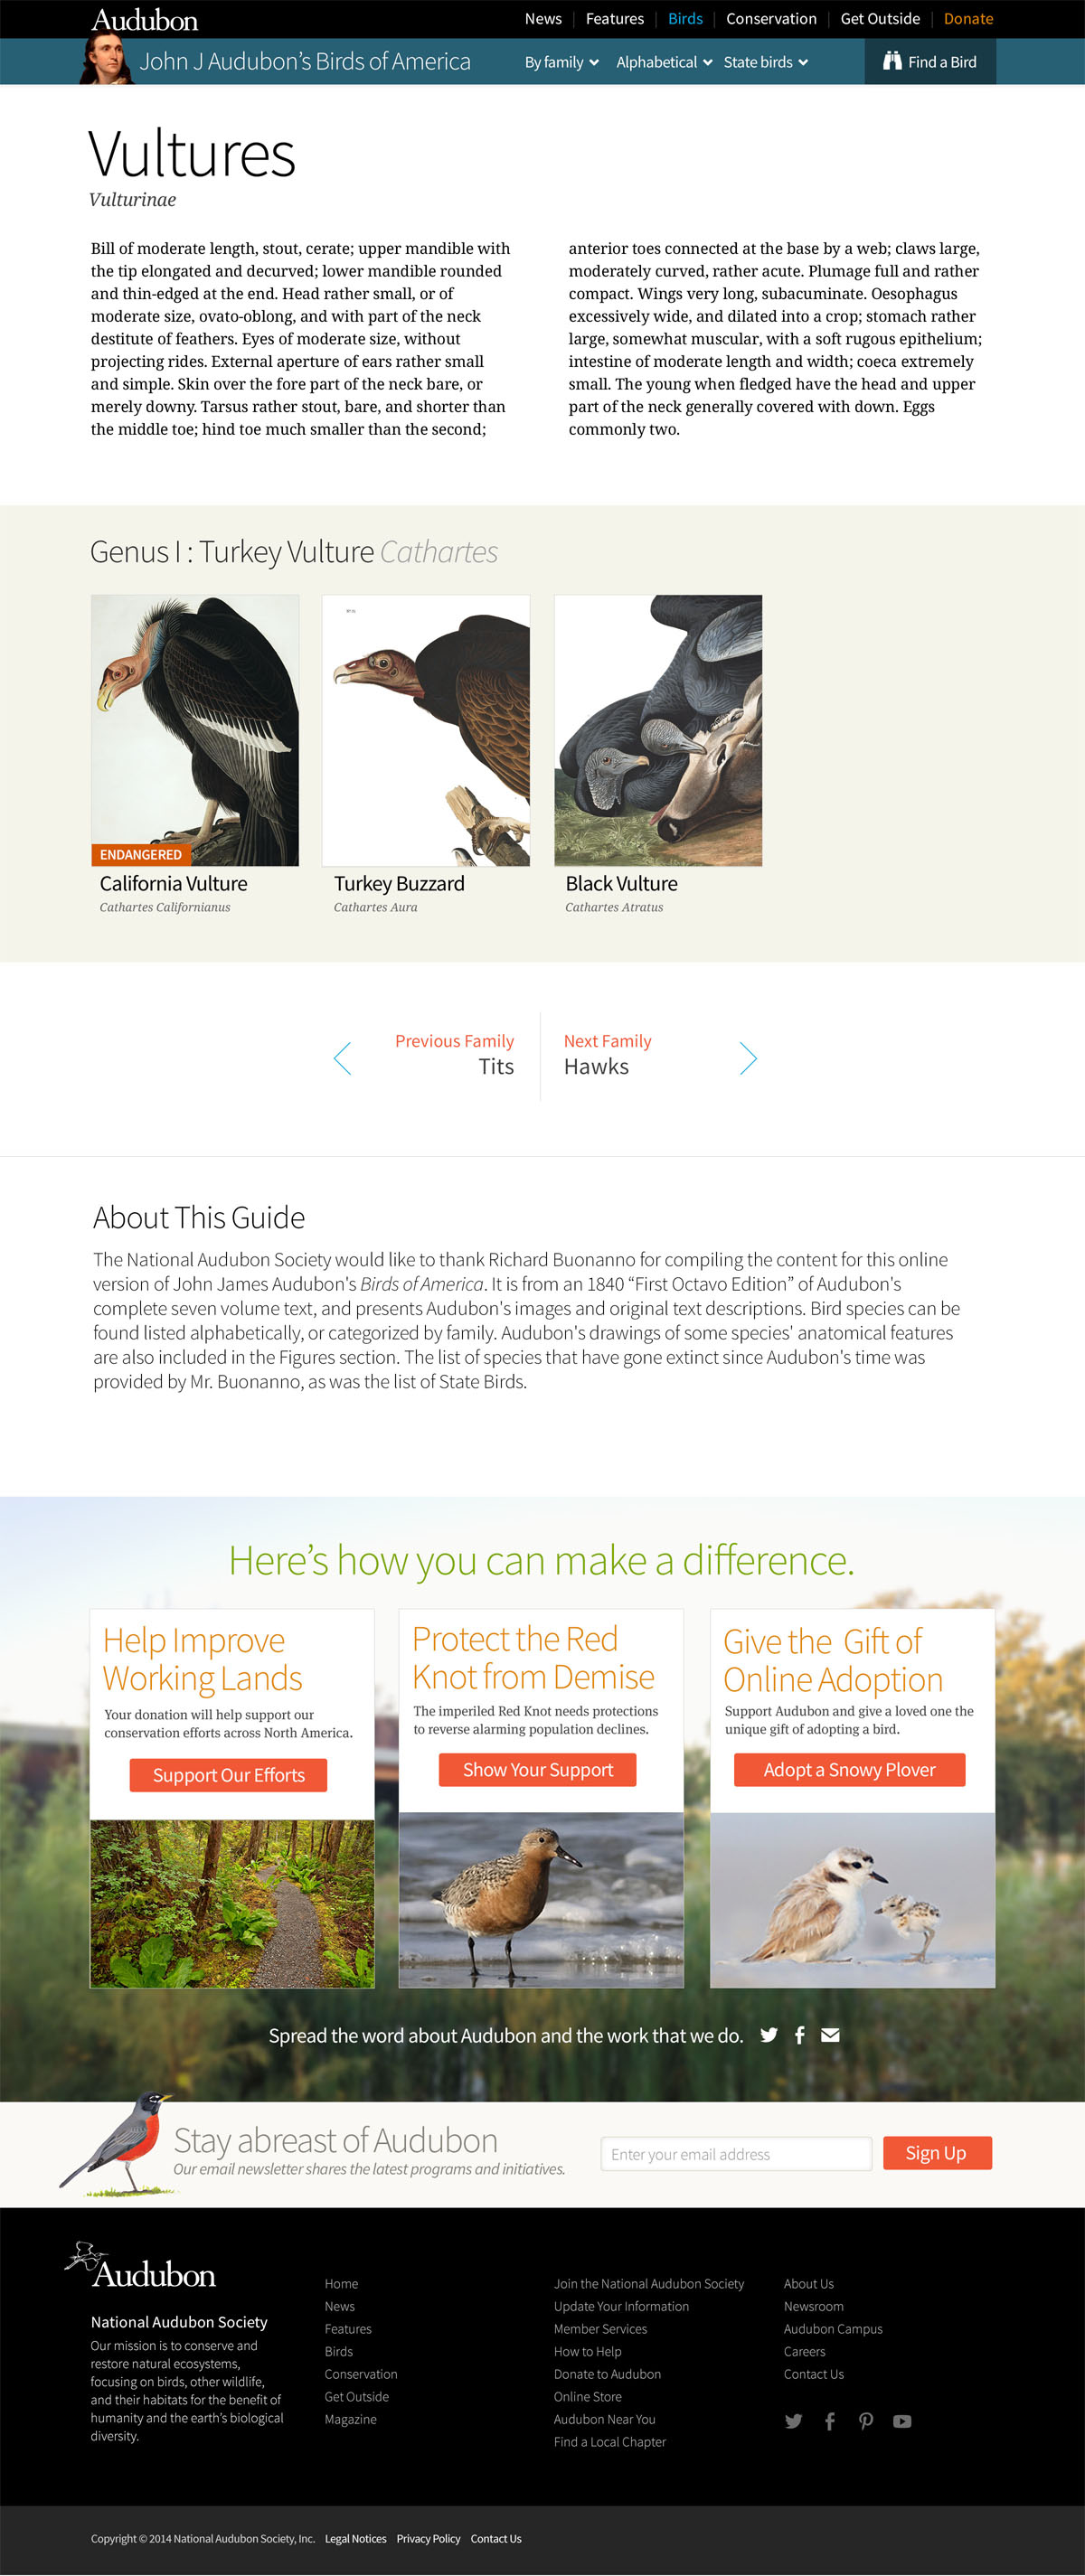 Audubon
News Features Birds Conservation Get Outside Donate
John J Audubon's Birds of America
By family Alphabetical State birds Find a Bird
Vultures
Vulturinae
Bill of moderate length, stout, cerate; upper mandible with
the tip elongated and decurved; lower mandible rounded
and thin-edged at the end. Head rather small, or of
moderate size, ovato-oblong, and with part of the neck
destitute of feathers. Eyes of moderate size, without
projecting rides. External aperture of ears rather small
and simple. Skin over the fore part of the neck bare, or
merely downy. Tarsus rather stout, bare, and shorter than
the middle toe; hind toe much smaller than the second;
anterior toes connected at the base by a web; claws large,
moderately curved, rather acute. Plumage full and rather
compact. Wings very long, subacuminate. Oesophagus
excessively wide, and dilated into a crop; stomach rather
large, somewhat muscular, with a soft rugous epithelium;
intestine of moderate length and width; coeca extremely
small. The young when fledged have the head and upper
part of the neck generally covered with down. Eggs
commonly two.
Genus I : Turkey Vulture Cathartes
ENDANGERED
California Vulture
Cathartes Californianus
Turkey Buzzard
Cathartes Aura
Black Vulture
Cathartes Atratus
Previous Family
Tits
Next Family
Hawks
About This Guide
The National Audubon Society would like to thank Richard Buonanno for compiling the content for this online
version of John James Audubon's Birds of America. It is from an 1840 “First Octavo Edition” of Audubon's
complete seven volume text, and presents Audubon's images and original text descriptions. Bird species can be
found listed alphabetically, or categorized by family. Audubon's drawings of some species' anatomical features
are also included in the Figures section. The list of species that have gone extinct since Audubon's time was
provided by Mr. Buonanno, as was the list of State Birds.
Here’s how you can make a difference.
Help Improve
Working Lands
Your donation will help support our
conservation efforts across North America.
Support Our Efforts
Protect the Red
Knot from Demise
The imperiled Red Knot needs protections
to reverse alarming population declines.
Show Your Support
Give the Gift of
Online Adoption
Support Audubon and give a loved one the
unique gift of adopting a bird.
Adopt a Snowy Plover
Spread the word about Audubon and the work that we do.
Stay abreast of Audubon
Our email newsletter shares the latest programs and initiatives.
Enter your email address
Sign Up
Audubon
National Audubon Society
Our mission is to conserve and
restore natural ecosystems,
focusing on birds, other wildlife,
and their habitats for the benefit of
humanity and the earth’s biological
diversity.
Home
News
Features
Birds
Conservation
Get Outside
Magazine
Join the National Audubon Society
Update Your Information
Member Services
How to Help
Donate to Audubon
Online Store
Audubon Near You
Find a Local Chapter
About Us
Newsroom
Audubon Campus
Careers
Contact Us
Copyright © 2014 National Audubon Society, Inc. Legal Notices Privacy Policy Contact Us